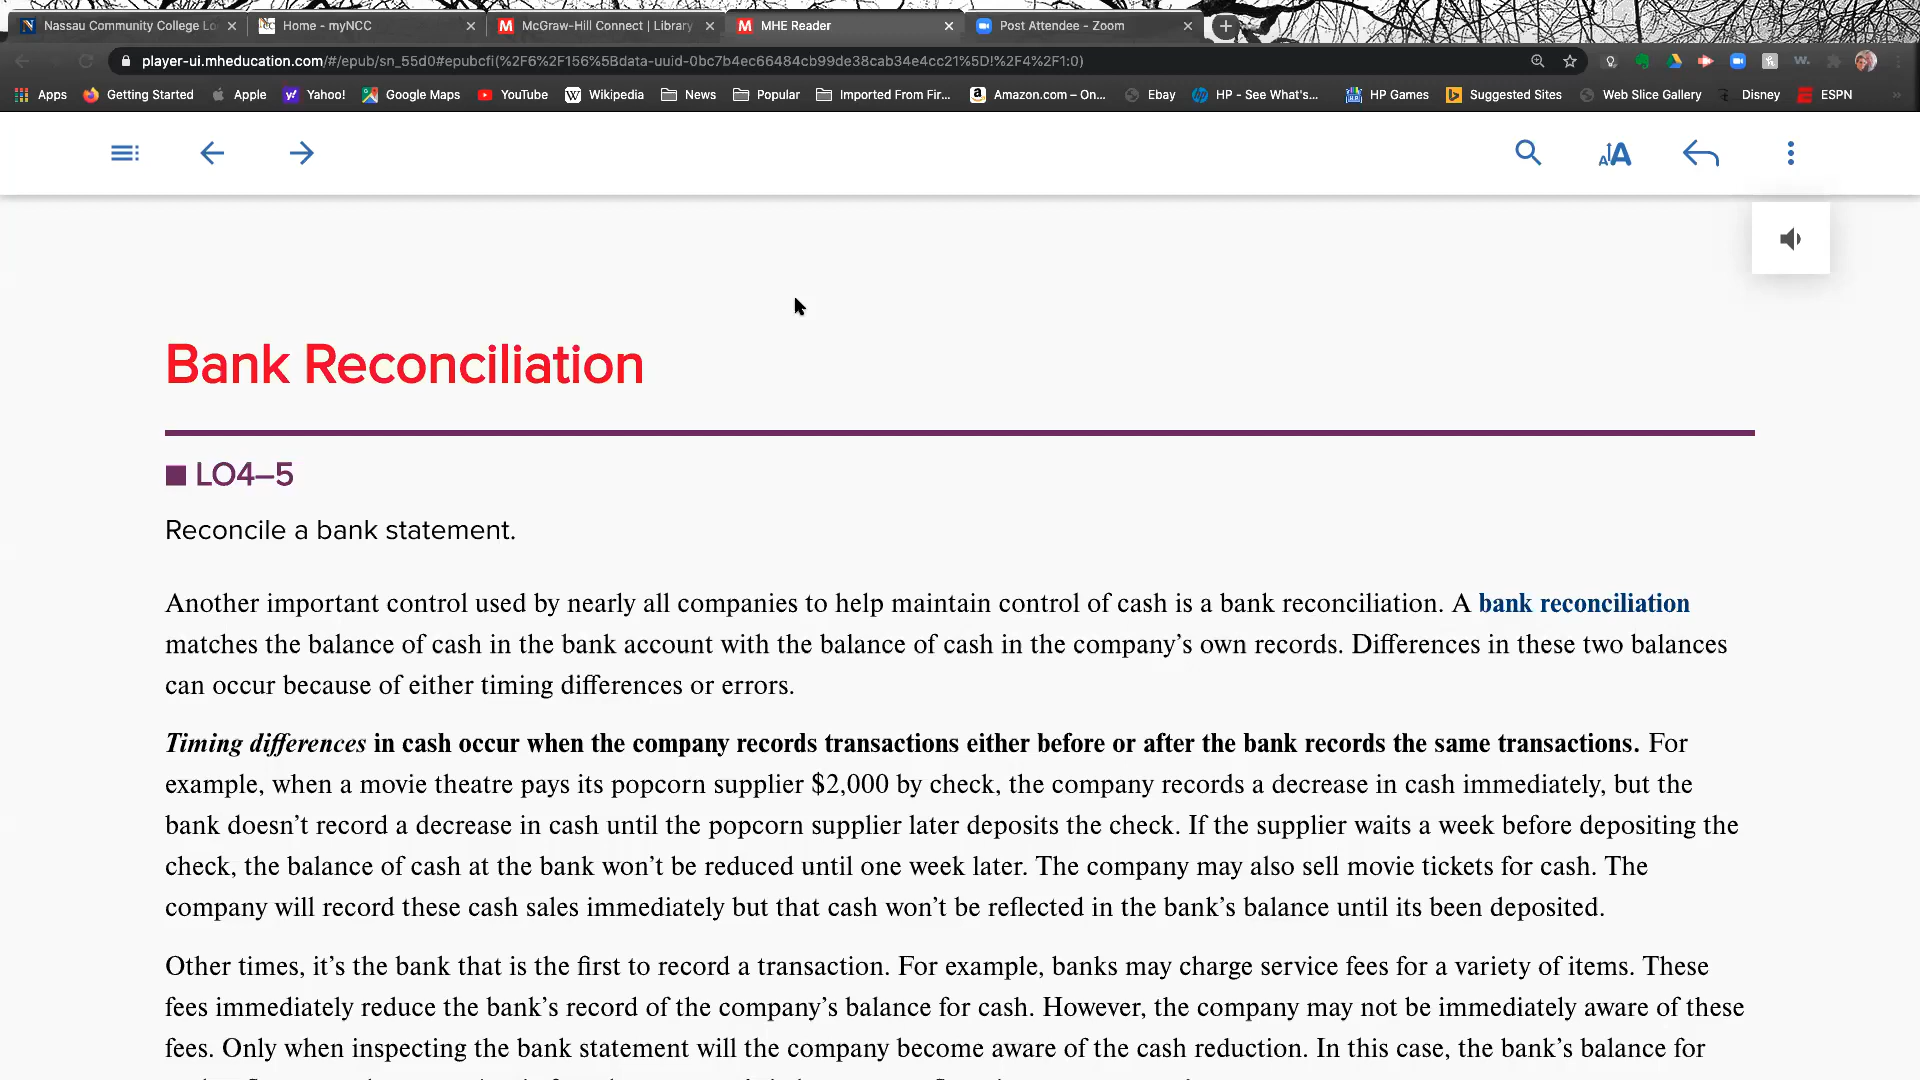 Nassau Community College Lo
Home - myNCC
McGraw-Hill Connect | Library
MHE Reader
Post Attendee - Zoom
player-ui.mheducation.com/#/epub/sn_55d0#epubcfi(%2F6%2F156%5Bdata-uuid-0bc7b4ec66484cb99de38cab34e4cc21%5D!%2F4%2F1:0)
Apps Getting Started Apple Yahoo! Google Maps YouTube Wikipedia News Popular Imported From Fir... Amazon.com – On... Ebay HP - See What's... HP Games Suggested Sites Web Slice Gallery Disney ESPN »
Bank Reconciliation
■ LO4–5
Reconcile a bank statement.
Another important control used by nearly all companies to help maintain control of cash is a bank reconciliation. A bank reconciliation
matches the balance of cash in the bank account with the balance of cash in the company’s own records. Differences in these two balances
can occur because of either timing differences or errors.
Timing differences in cash occur when the company records transactions either before or after the bank records the same transactions. For
example, when a movie theatre pays its popcorn supplier $2,000 by check, the company records a decrease in cash immediately, but the
bank doesn’t record a decrease in cash until the popcorn supplier later deposits the check. If the supplier waits a week before depositing the
check, the balance of cash at the bank won’t be reduced until one week later. The company may also sell movie tickets for cash. The
company will record these cash sales immediately but that cash won’t be reflected in the bank’s balance until its been deposited.
Other times, it’s the bank that is the first to record a transaction. For example, banks may charge service fees for a variety of items. These
fees immediately reduce the bank’s record of the company’s balance for cash. However, the company may not be immediately aware of these
fees. Only when inspecting the bank statement will the company become aware of the cash reduction. In this case, the bank’s balance for